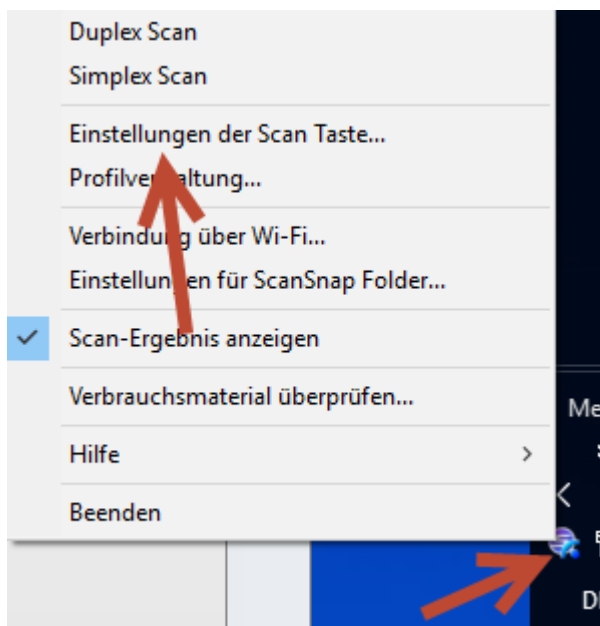 Duplex Scan
Simplex Scan
Einstellungen der Scan Taste...
Profilverwaltung...
Verbindung über Wi-Fi...
Einstellungen für ScanSnap Folder...
Scan-Ergebnis anzeigen
Verbrauchsmaterial überprüfen...
Me
Hilfe
Beenden